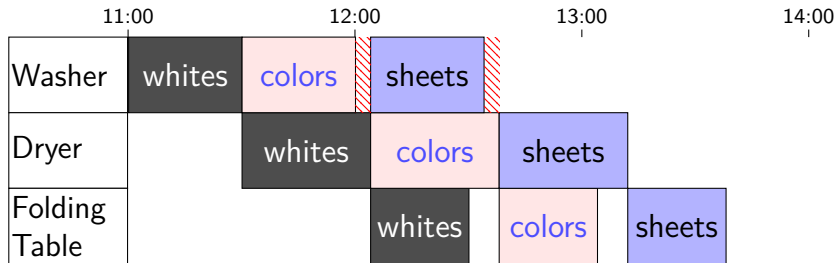 11:00 12:00 13:00 14:00
Washer whites colors sheets
Dryer whites colors sheets
Folding
Table
whites colors sheets